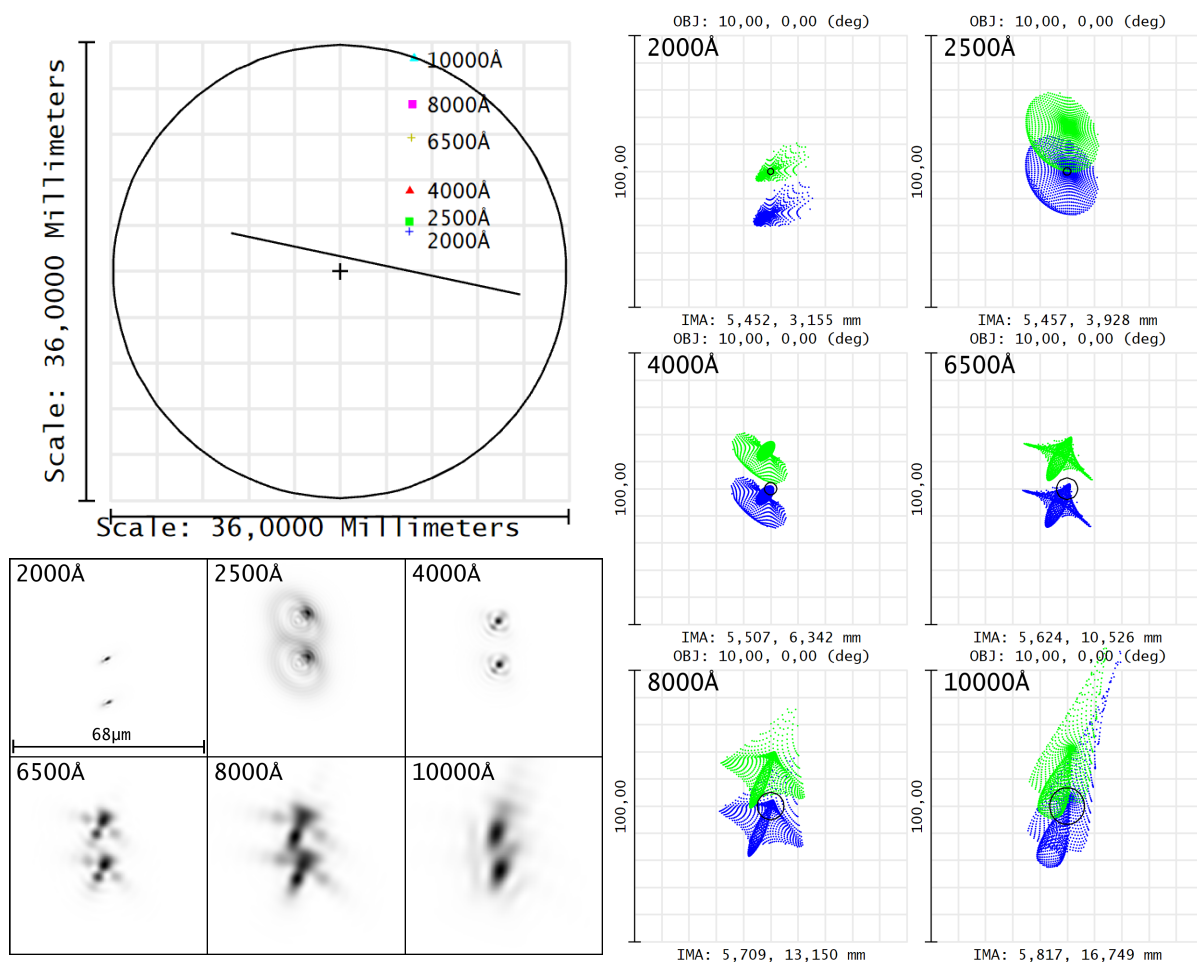 10000Å
8000Å
6500Å
4000Å
2500Å
2000Å
Scale: 36,0000 Millimeters
Scale: 36,0000 Millimeters
2000Å
2500Å
4000Å
68µm
6500Å
8000Å
10000Å
OBJ: 10,00, 0,00 (deg)
2000Å
100,00
IMA: 5,452, 3,155 mm
OBJ: 10,00, 0,00 (deg)
2500Å
100,00
IMA: 5,457, 3,928 mm
OBJ: 10,00, 0,00 (deg)
4000Å
100,00
IMA: 5,507, 6,342 mm
OBJ: 10,00, 0,00 (deg)
6500Å
100,00
IMA: 5,624, 10,526 mm
OBJ: 10,00, 0,00 (deg)
8000Å
100,00
IMA: 5,709, 13,150 mm
OBJ: 10,00, 0,00 (deg)
10000Å
100,00
IMA: 5,817, 16,749 mm